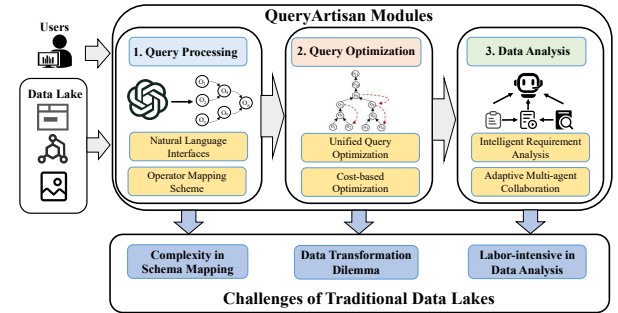 QueryArtisan Modules
Users
Data Lake
1. Query Processing
Natural Language
Interfaces
Operator Mapping
Scheme
2. Query Optimization
Unified Query
Optimization
Cost-based
Optimization
3. Data Analysis
Intelligent Requirement
Analysis
Adaptive Multi-agent
Collaboration
Complexity in
Schema Mapping
Data Transformation
Dilemma
Labor-intensive in
Data Analysis
Challenges of Traditional Data Lakes